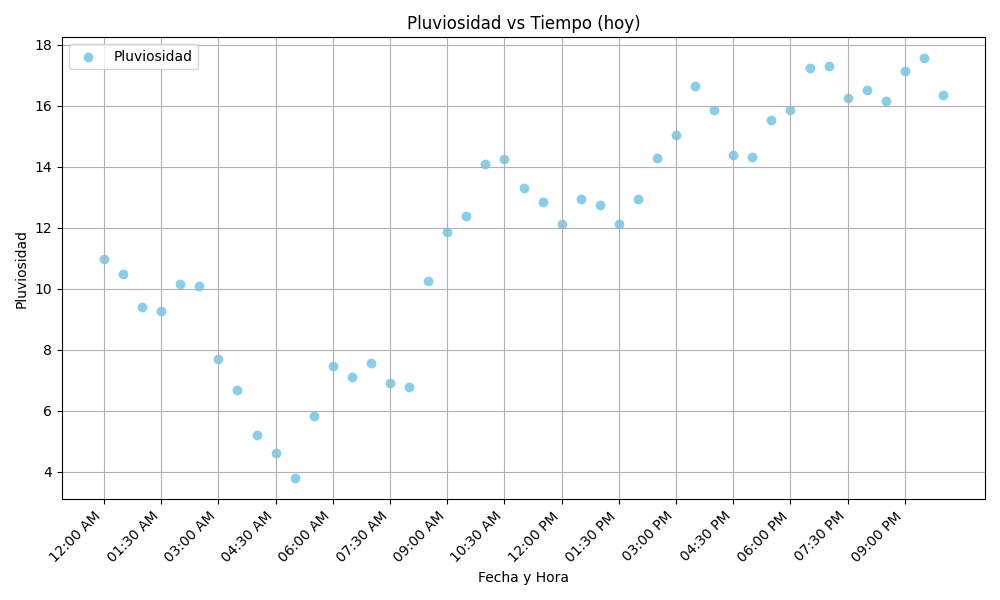 Pluviosidad vs Tiempo (hoy)
Pluviosidad
Pluviosidad
18
16
14
12
10
8
6
4
12:00 AM
01:30 AM
03:00 AM
04:30 AM
06:00 AM
07:30 AM
09:00 AM
10:30 AM
12:00 PM
01:30 PM
03:00 PM
04:30 PM
06:00 PM
07:30 PM
09:00 PM
Fecha y Hora